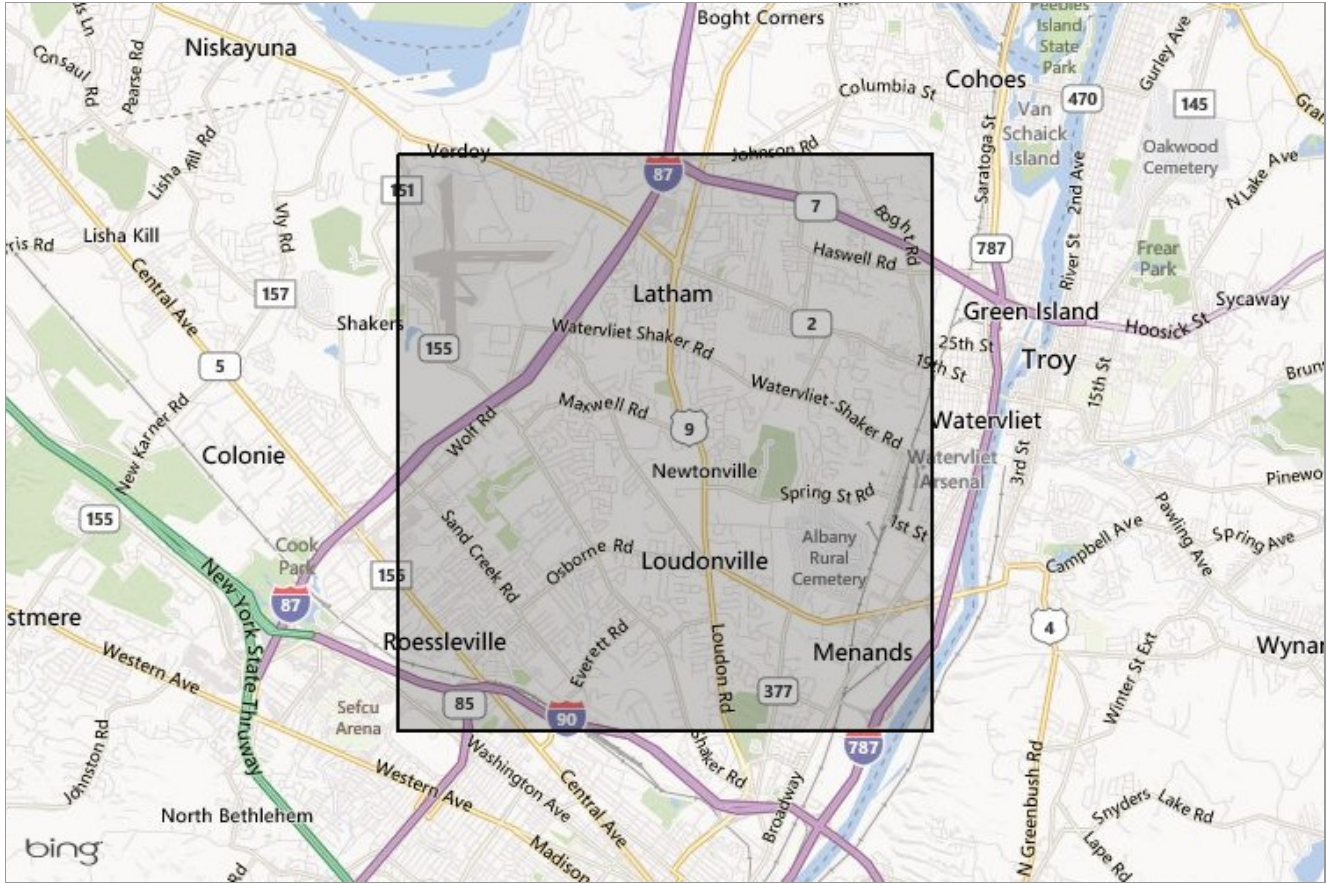 Boght Corners
Niskayuna
Consaul Rd
Pearse Rd
Peebles
Island
State
Park
Gurley Ave
Cohoes
Columbia St
470
145
Van
Schaick
Island
Oakwood
Cemetery
Saratoga St
2nd Ave
N Lake Ave
Lisha Kill Rd
Verdoy
Johnson Rd
87
151
7
Boght Rd
Haswell Rd
Vly Rd
Lisha Kill
Central Ave
787
River St
Frear
Park
157
Latham
Sycaway
Shakers
Green Island
Hoosick St
Watervliet Shaker Rd
2
155
25th St
19th St
Troy
15th St
5
Watervliet-Shaker Rd
Maxwell Rd
9
Wolf Rd
New Karner Rd
Watervliet
Colonie
Newtonville
Watervliet
Arsenal
3rd St
Spring St Rd
1st St
155
Sand Creek Rd
Pawling Ave
Spring Ave
Campbell Ave
Cook
Park
Osborne Rd
Albany
Rural
Cemetery
Loudonville
155
87
New York State Thruway
stmere
4
Roessleville
Everett Rd
Menands
Loudon Rd
Western Ave
Winter St Ext
377
Sefcu
Arena
85
90
787
Johnston Rd
Washington Ave
Shaker Rd
Western Ave
Central Ave
Broadway
N Greenbush Rd
Snyders Lake Rd
North Bethlehem
Lape Rd
Madison
Rd
bing